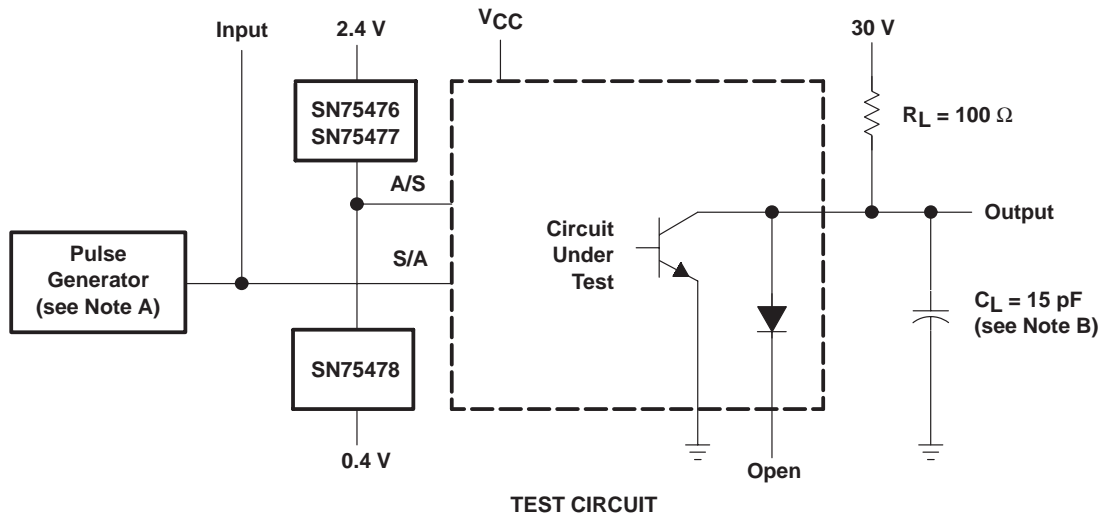 Input
2.4 V
VCC
30 V
SN75476
SN75477
RL = 100 Ω
A/S
Output
Circuit
Under
Test
Pulse
Generator
(see Note A)
S/A
CL = 15 pF
(see Note B)
SN75478
0.4 V
Open
TEST CIRCUIT